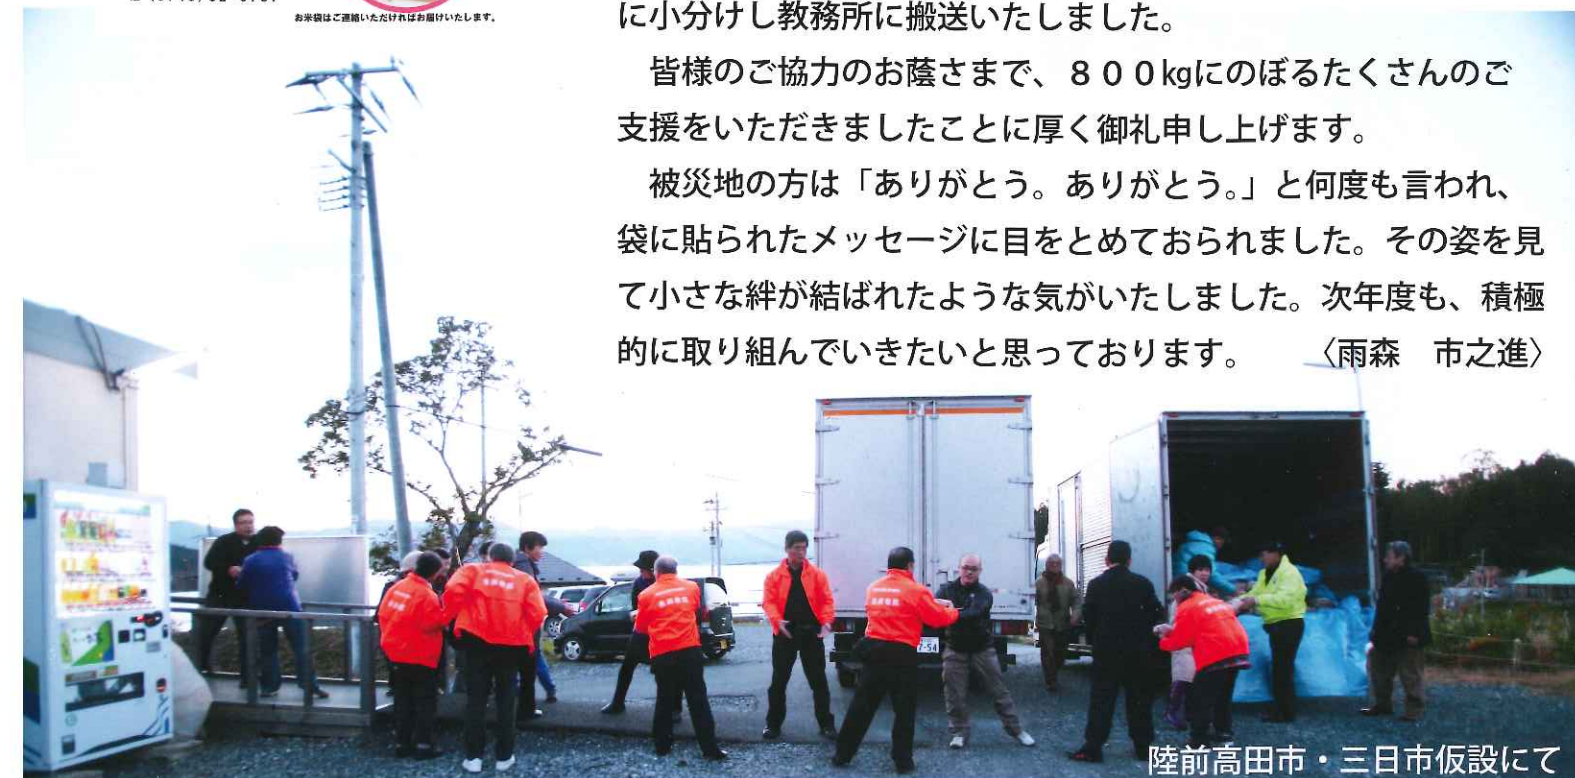 お米袋はご連絡いただければお届けいたします。
に小分けし教務所に搬送いたしました。
　皆様のご協力のお蔭さまで、８００kgにのぼるたくさんのご
支援をいただきましたことに厚く御礼申し上げます。
　被災地の方は「ありがとう。ありがとう。」と何度も言われ、
袋に貼られたメッセージに目をとめておられました。その姿を見
て小さな絆が結ばれたような気がいたしました。次年度も、積極
的に取り組んでいきたいと思っております。　　〈雨森　市之進〉
7-54
陸前高田市・三日市仮設にて